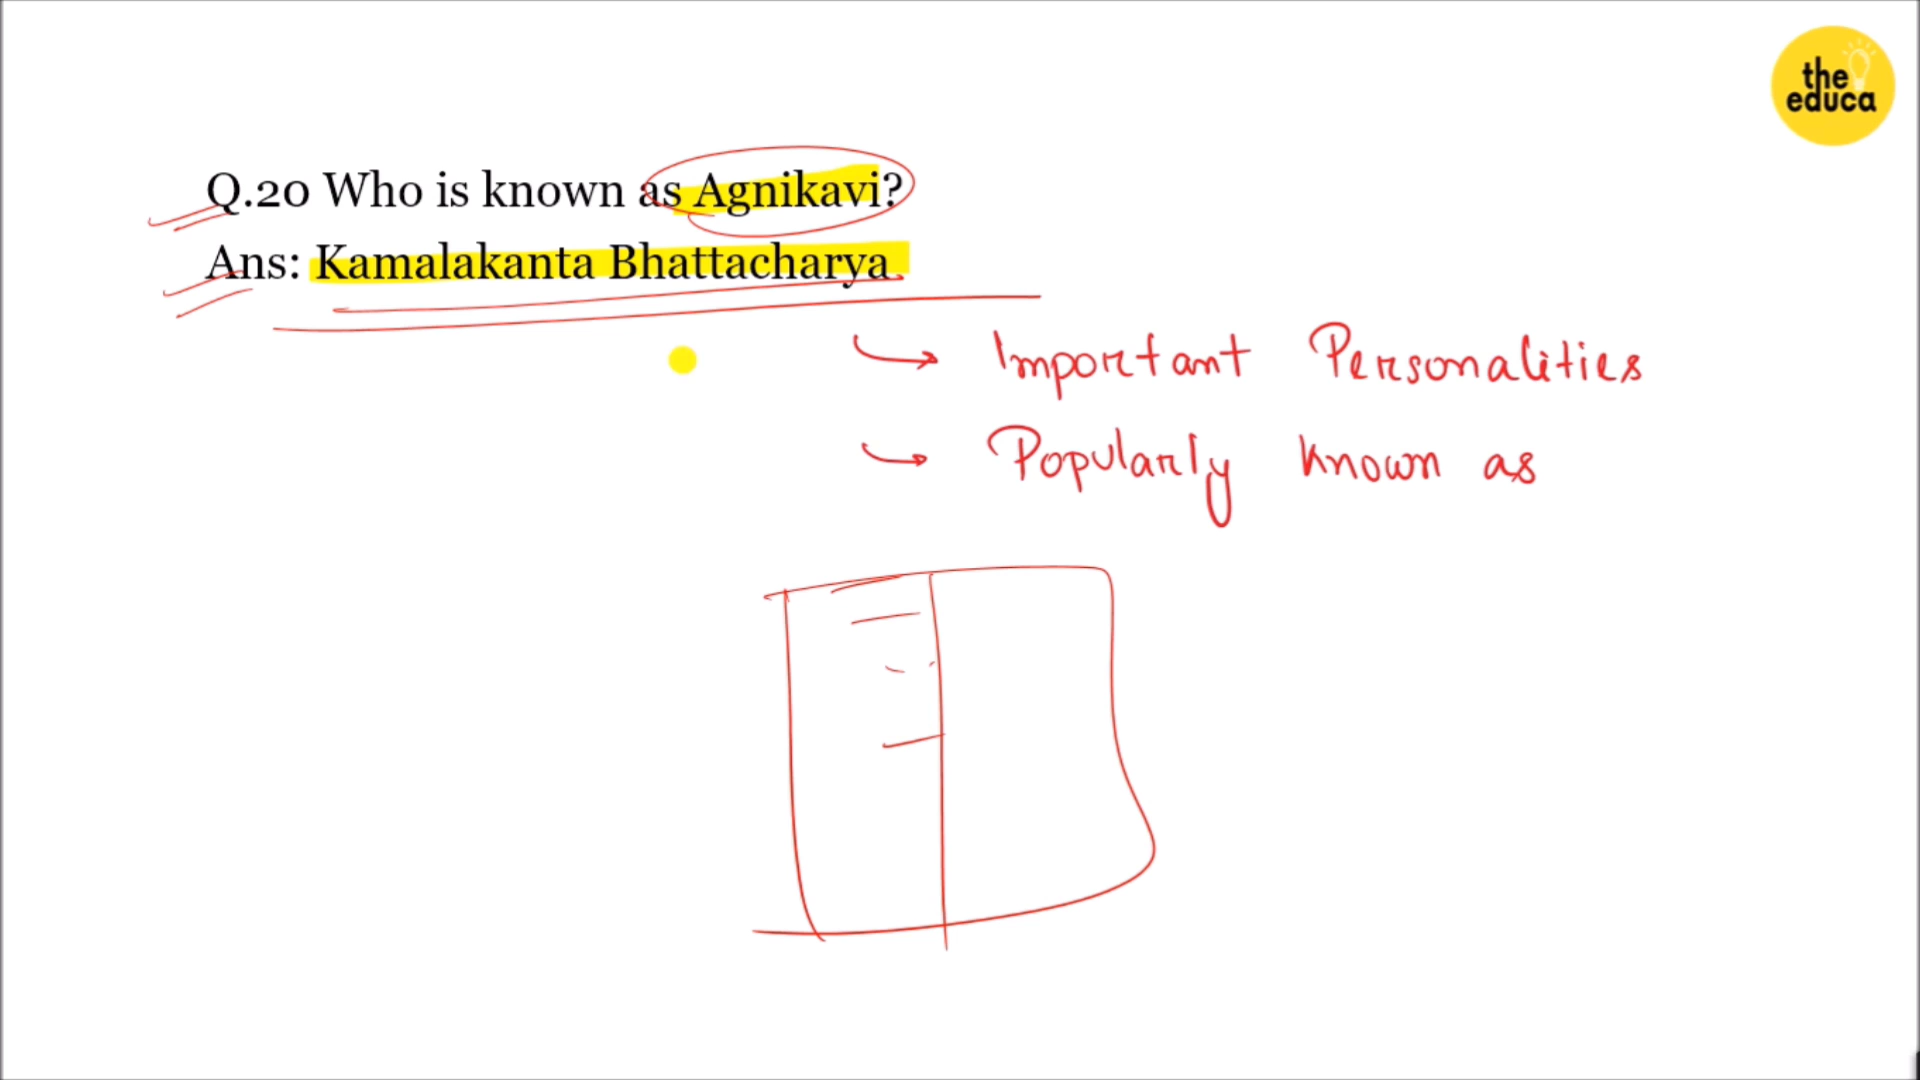 the
educa
Q.20 Who is known as Agnikavi?
Ans: Kamalakanta Bhattacharya
Important Personalities
Popularly known as